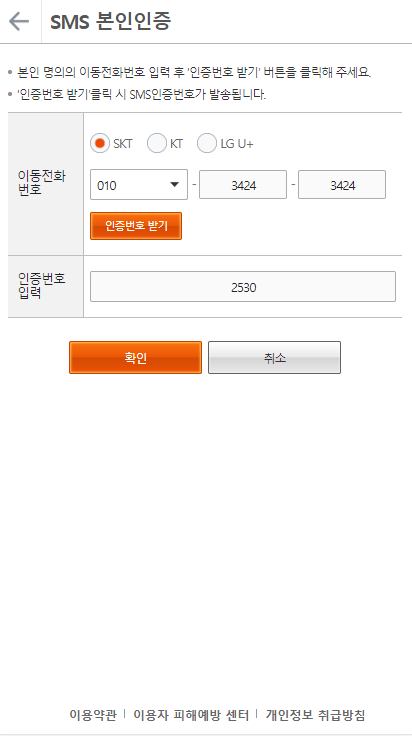 SMS 본인인증
본인 명의의 이동전화번호 입력 후 '인증번호 받기' 버튼을 클릭해 주세요.
'인증번호 받기'클릭 시 SMS인증번호가 발송됩니다.
이동전화
번호
SKT KT LG U+
010 - 3424 - 3424
인증번호 받기
인증번호
입력
2530
확인 취소
이용약관 | 이용자 피해예방 센터 | 개인정보 취급방침